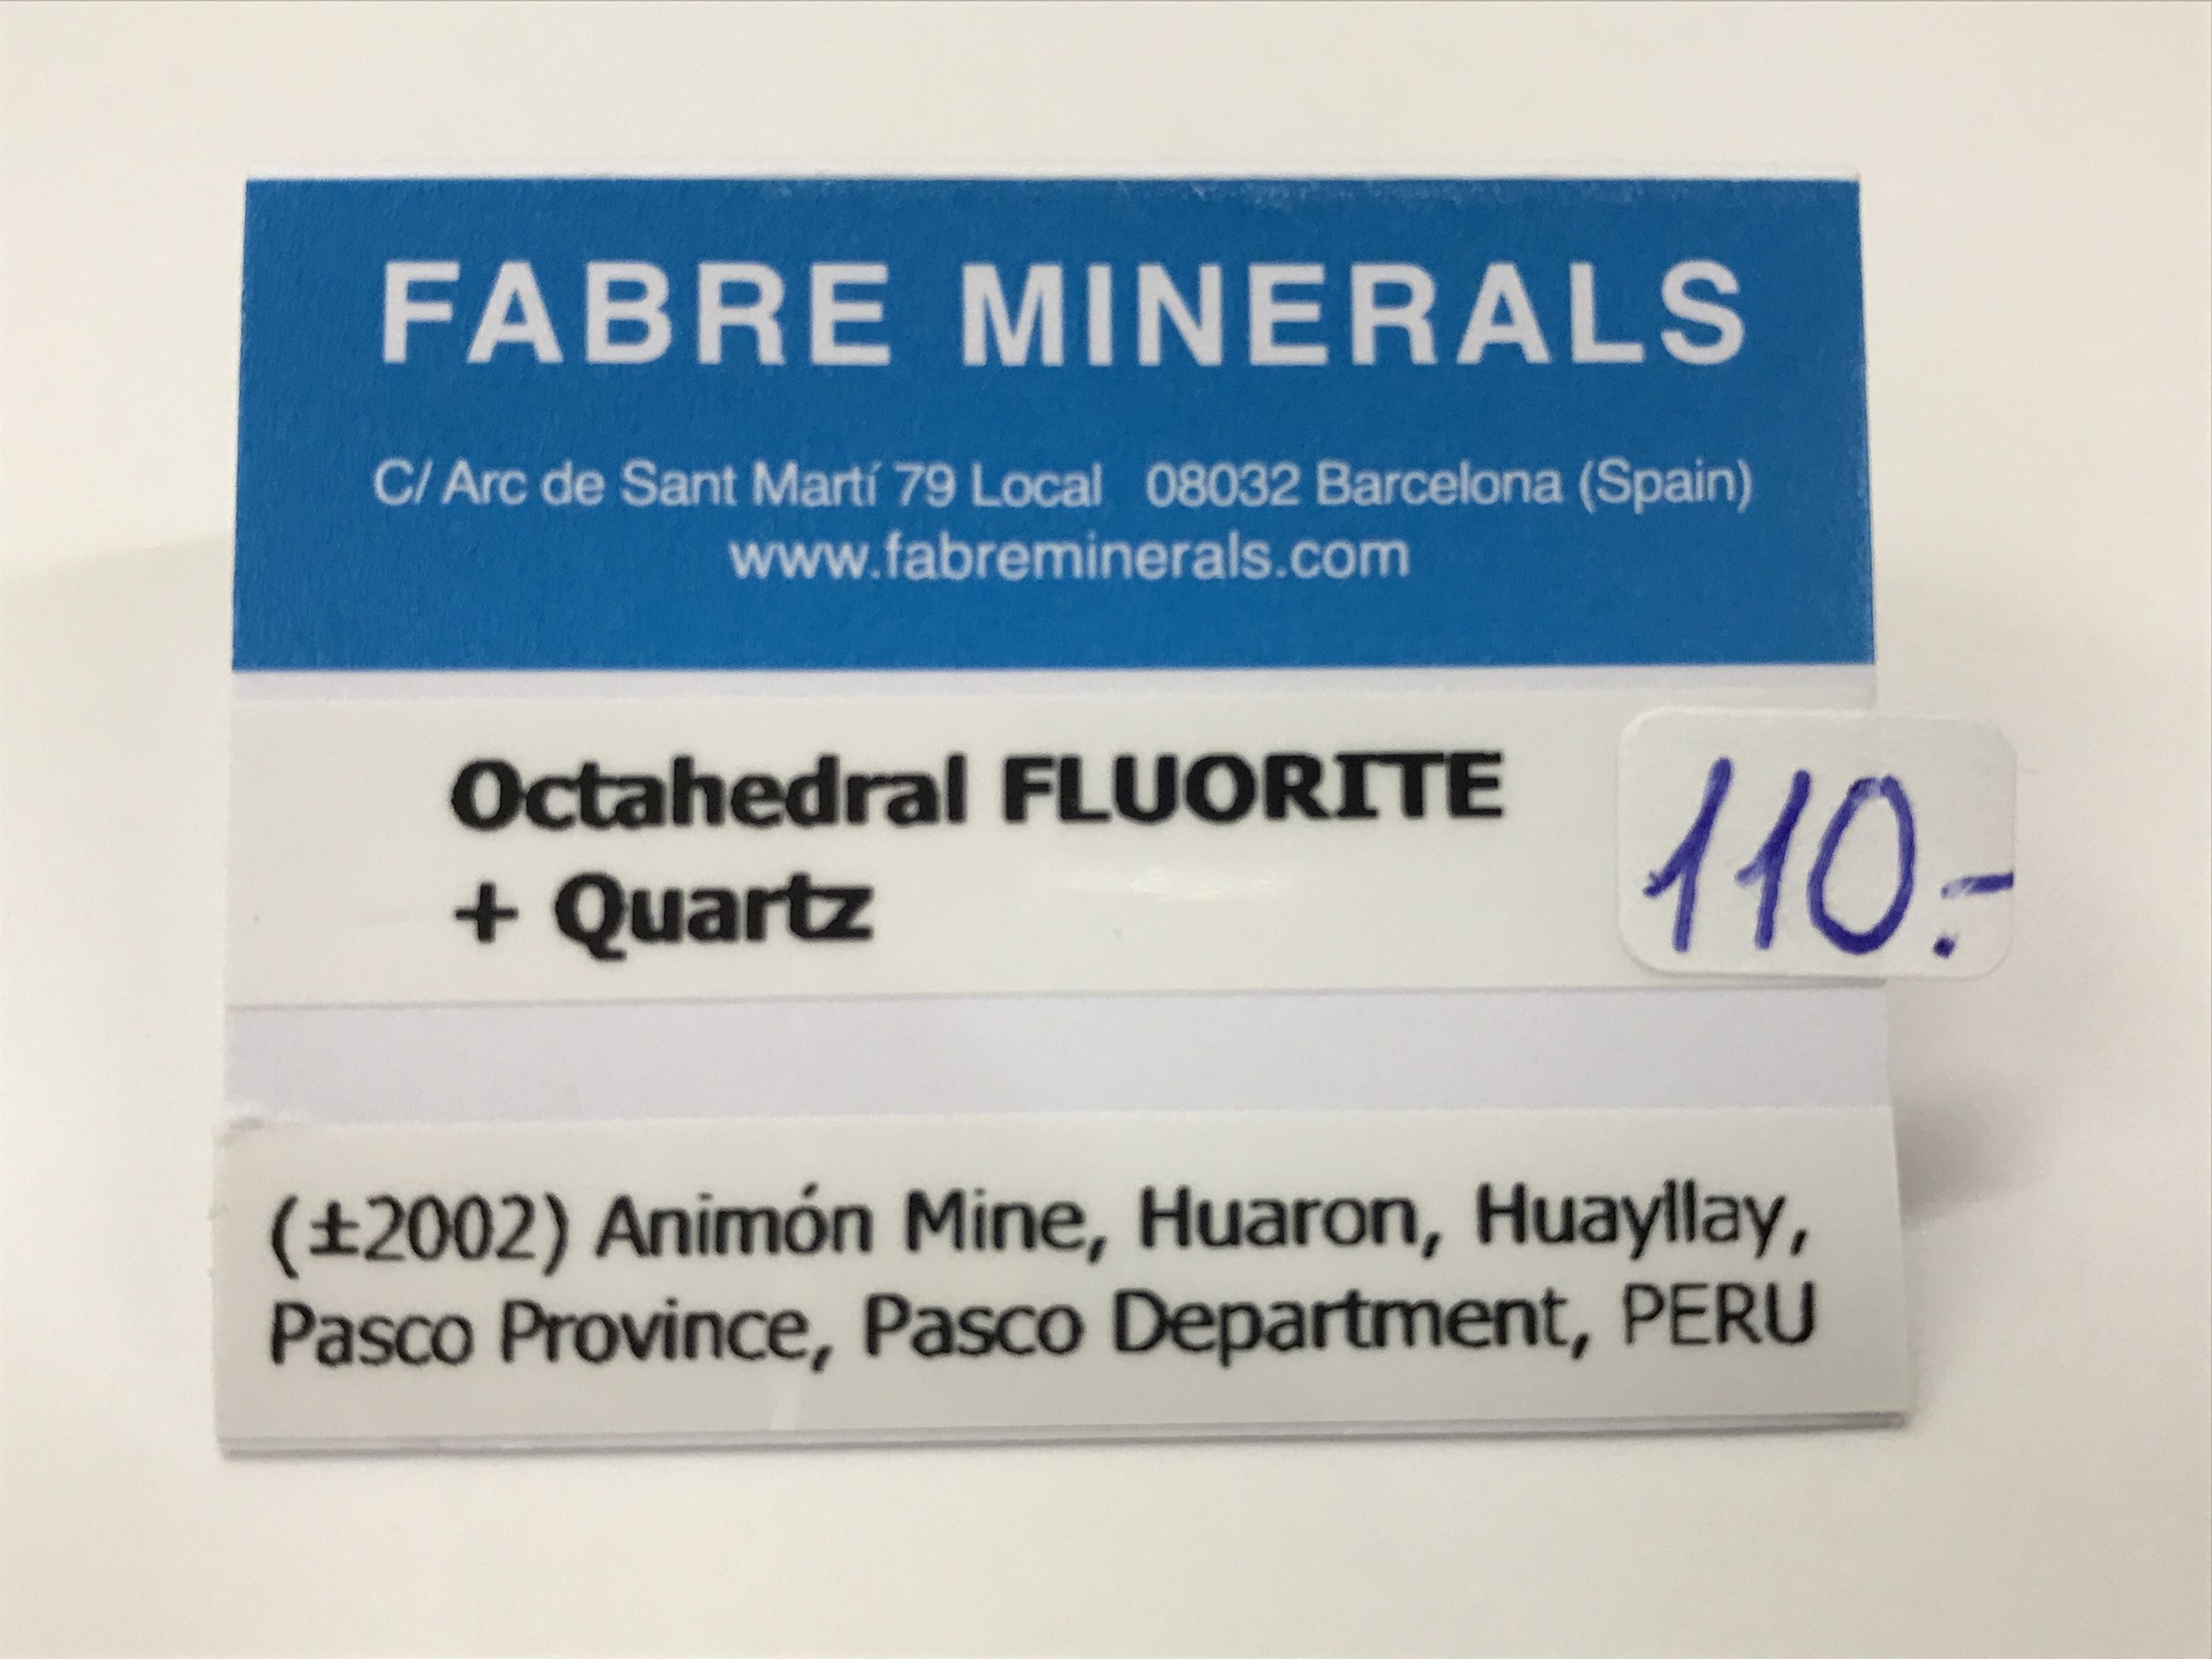 FABRE MINERALS
C/ Arc de Sant Martí 79 Local 08032 Barcelona (Spain)
www.fabreminerals.com
Octahedral FLUORITE
+ Quartz
110.-
(±2002) Animón Mine, Huaron, Huayllay,
Pasco Province, Pasco Department, PERU